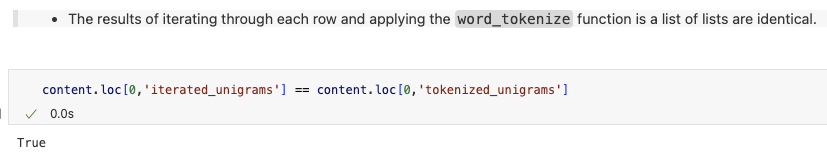 • The results of iterating through each row and applying the word_tokenize function is a list of lists are identical.
content.loc[0,'iterated_unigrams'] == content.loc[0,'tokenized_unigrams']
✓ 0.0s
True